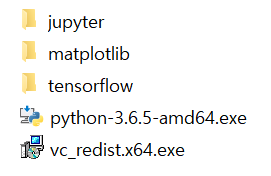 jupyter
matplotlib
tensorflow
python-3.6.5-amd64.exe
vc_redist.x64.exe